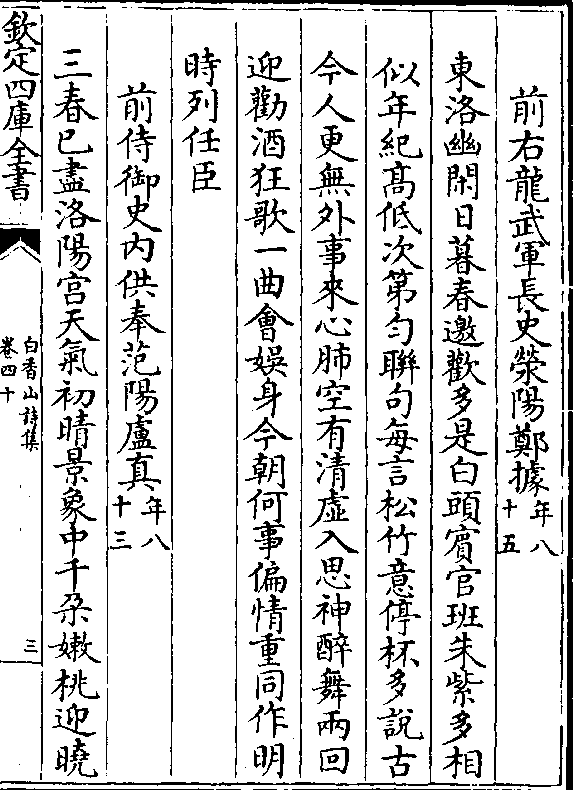 前右龍武軍長史滎陽鄭據年八十五
東洛幽閑日暮春邀歡多是白頭賔官班朱紫多相
似年紀髙低次第勻聨句每言松竹意停杯多說古
今人更無外事來心肺空有清虚入思神醉舞兩回
迎勸酒狂歌一曲會娱身今朝何事偏情重同作明
時列任臣
前侍御史内供奉范陽盧真年八十三
三春已盡洛陽宫天氣初晴景象中千朶嫩桃迎曉
欽定四庫全書
白香山詩集
卷四十
三